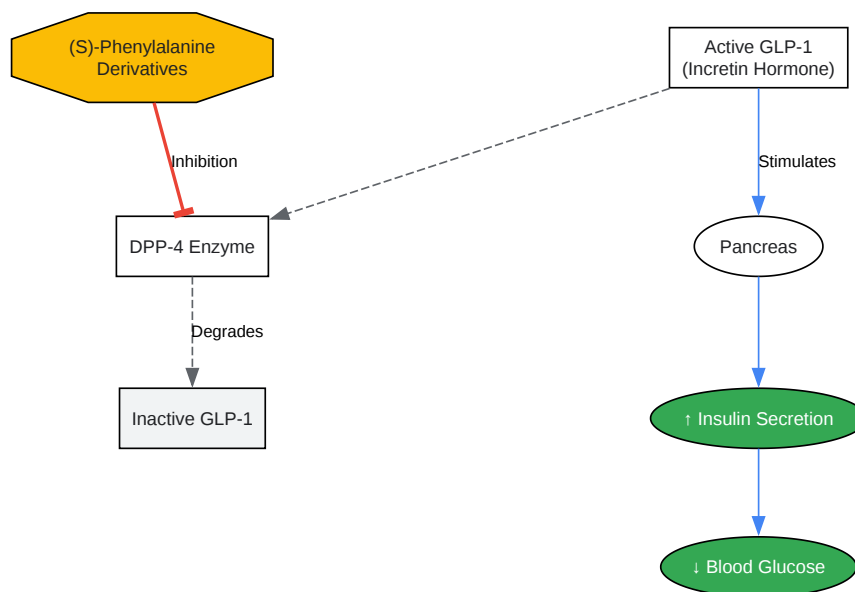 (S)-Phenylalanine
Derivatives
Active GLP-1
(Incretin Hormone)
Inhibition
Stimulates
DPP-4 Enzyme
Pancreas
Degrades
Inactive GLP-1
↑ Insulin Secretion
↓ Blood Glucose